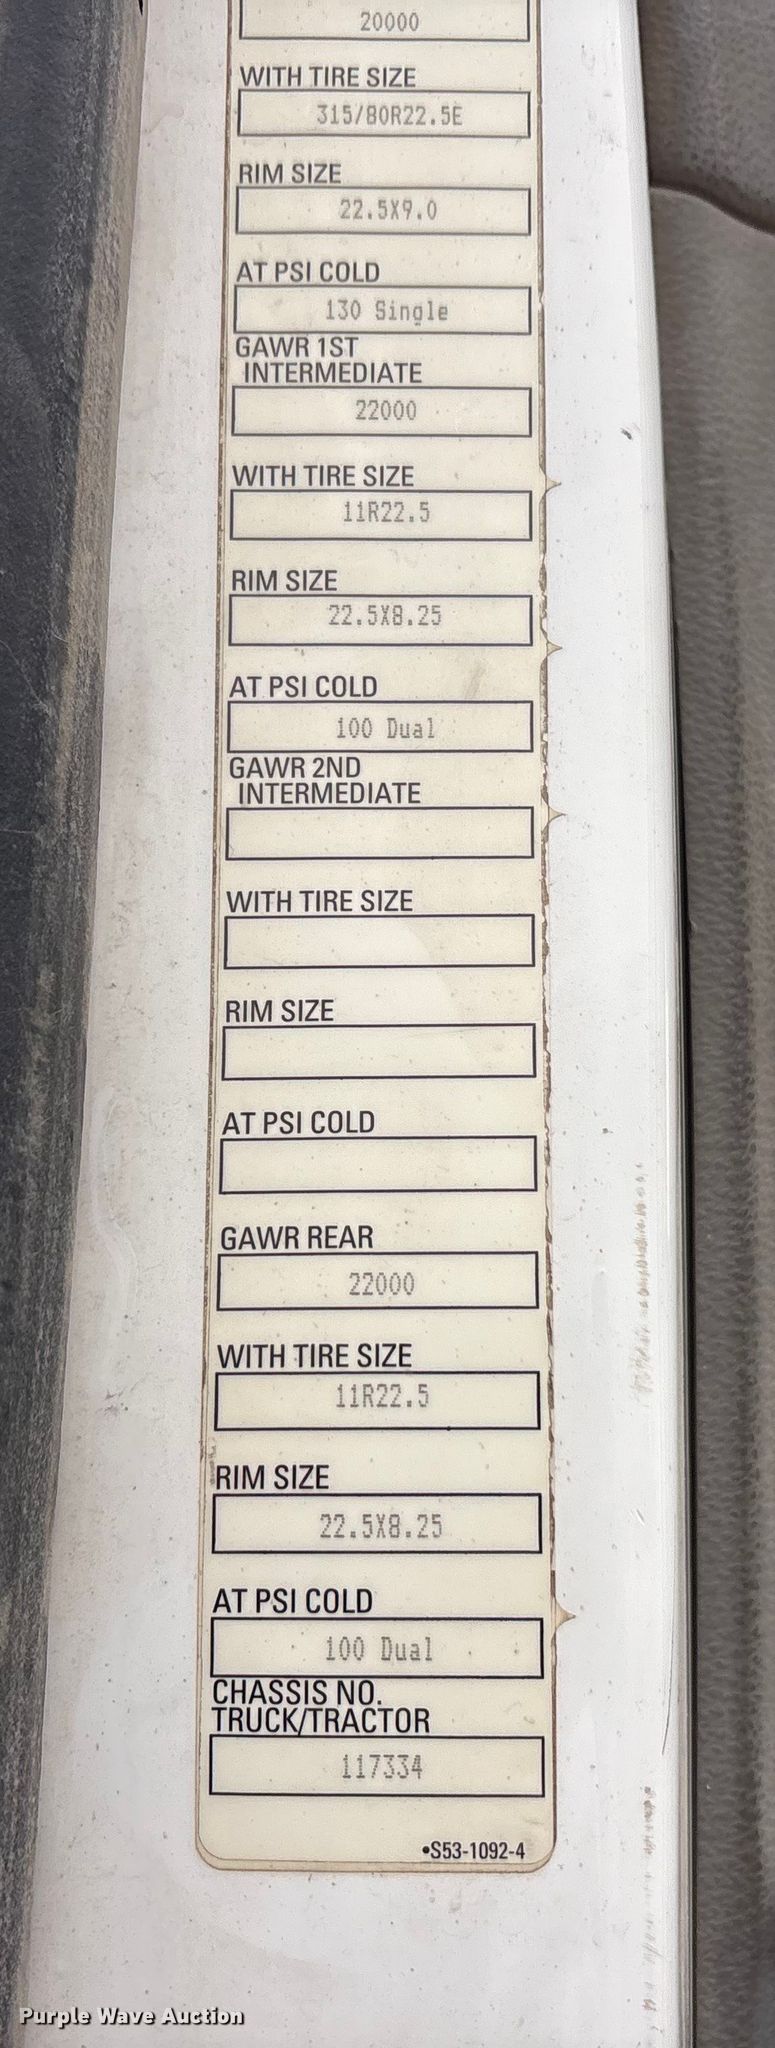 20000
WITH TIRE SIZE
315/80R22.5E
RIM SIZE
22.5X9.0
AT PSI COLD
130 Single
GAWR 1ST
INTERMEDIATE
22000
WITH TIRE SIZE
11R22.5
RIM SIZE
22.5X8.25
AT PSI COLD
100 Dual
GAWR 2ND
INTERMEDIATE
WITH TIRE SIZE
RIM SIZE
AT PSI COLD
GAWR REAR
22000
WITH TIRE SIZE
11R22.5
RIM SIZE
22.5X8.25
AT PSI COLD
100 Dual
CHASSIS NO.
TRUCK/TRACTOR
117334
•S53-1092-4
Purple Wave Auction